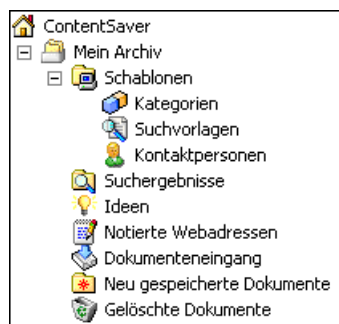 ContentSaver
Mein Archiv
Schablonen
Kategorien
Suchvorlagen
Kontaktpersonen
Suchergebnisse
Ideen
Notierte Webadressen
Dokumenteneingang
Neu gespeicherte Dokumente
Gelöschte Dokumente